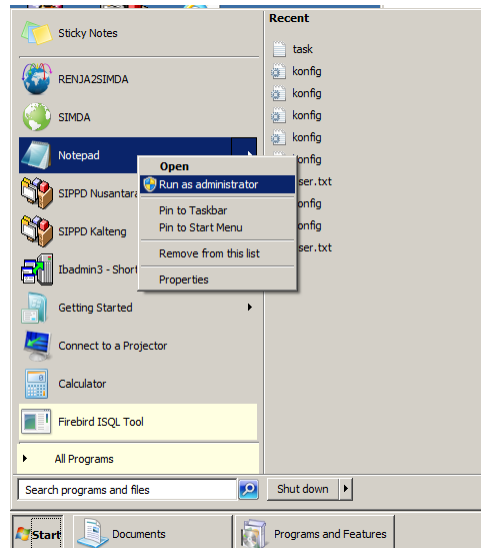 Sticky Notes
RENJA2SIMDA
SIMDA
Notepad
SIPPD Nusantara
SIPPD Kalteng
Ibadmin3 - Short
Getting Started
Connect to a Projector
Calculator
Firebird ISQL Tool
All Programs
Search programs and files
Open
Run as administrator
Pin to Taskbar
Pin to Start Menu
Remove from this list
Properties
Recent
task
konfig
konfig
konfig
konfig
konfig
ser.txt
onfig
onfig
ser.txt
Shut down
Start
Documents
Programs and Features